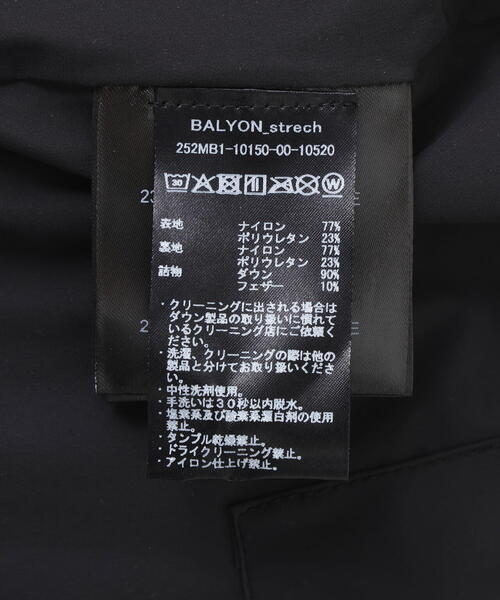 BALYON_strech
252MB1-10150-00-10520
30 W
表地 ナイロン 77%
ポリウレタン 23%
裏地 ナイロン 77%
ポリウレタン 23%
詰物 ダウン 90%
フェザー 10%
・クリーニングに出される場合は
ダウン製品の取り扱いに慣れて
いるクリーニング店にご依頼く
ださい。
・洗濯、クリーニングの際は他の
製品と分けてお取り扱いくださ
い。
・中性洗剤使用。
・手洗いは30秒以内脱水。
・塩素系及び酸素系漂白剤の使用
禁止。
・タンブル乾燥禁止。
・ドライクリーニング禁止。
・アイロン仕上げ禁止。